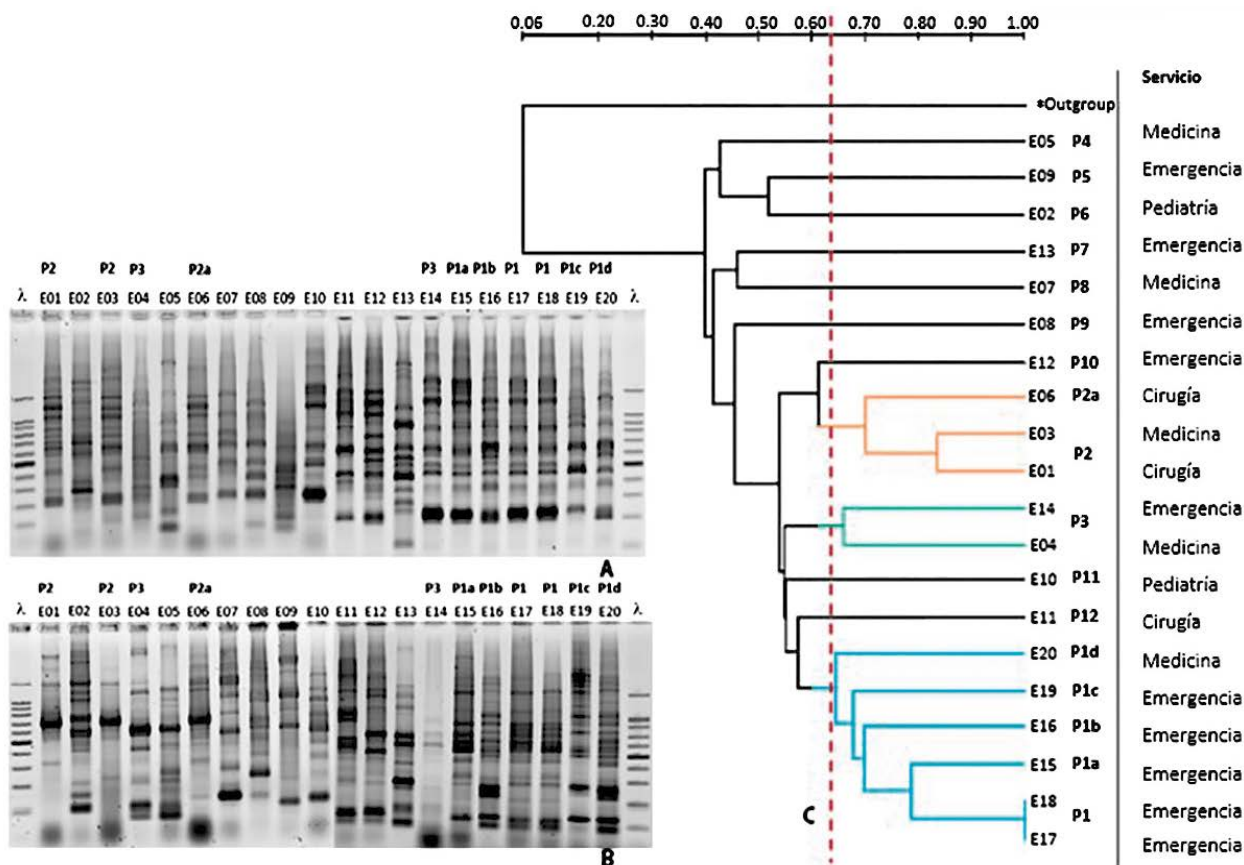 0.06 0.20 0.30 0.40 0.50 0.60 0.70 0.80 0.90 1.00
Servicio
*Outgroup
E05 P4 Medicina
E09 P5 Emergencia
E02 P6 Pediatría
E13 P7 Emergencia
E07 P8 Medicina
E08 P9 Emergencia
E12 P10 Emergencia
E06 P2a Cirugía
E03 Medicina
P2
E01 Cirugía
E14 Emergencia
P3
E04 Medicina
E10 P11 Pediatría
E11 P12 Cirugía
E20 P1d Medicina
E19 P1c Emergencia
E16 P1b Emergencia
E15 P1a Emergencia
E18 Emergencia
P1
E17 Emergencia
C
P2 P2 P3 P2a P3 P1a P1b P1 P1 P1c P1d
λ E01 E02 E03 E04 E05 E06 E07 E08 E09 E10 E11 E12 E13 E14 E15 E16 E17 E18 E19 E20 λ
A
P2 P2 P3 P2a P3 P1a P1b P1 P1 P1c P1d
λ E01 E02 E03 E04 E05 E06 E07 E08 E09 E10 E11 E12 E13 E14 E15 E16 E17 E18 E19 E20 λ
B